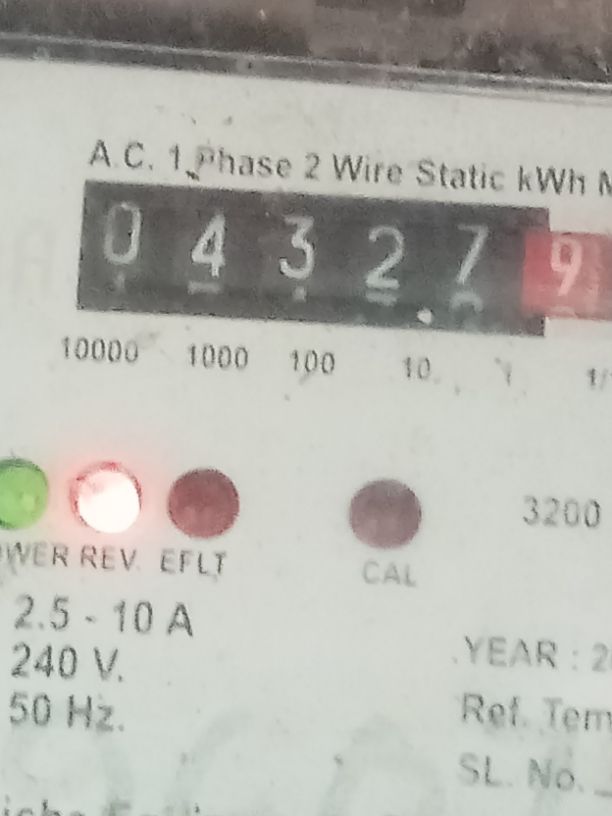 A.C. 1 Phase 2 Wire Static kWh
0 4 3 2 7 9
10000 1000 100 10 1
REV. EFLT
CAL
3200
2.5 - 10 A
240 V.
50 Hz.
YEAR :
Ref.
SL. No.